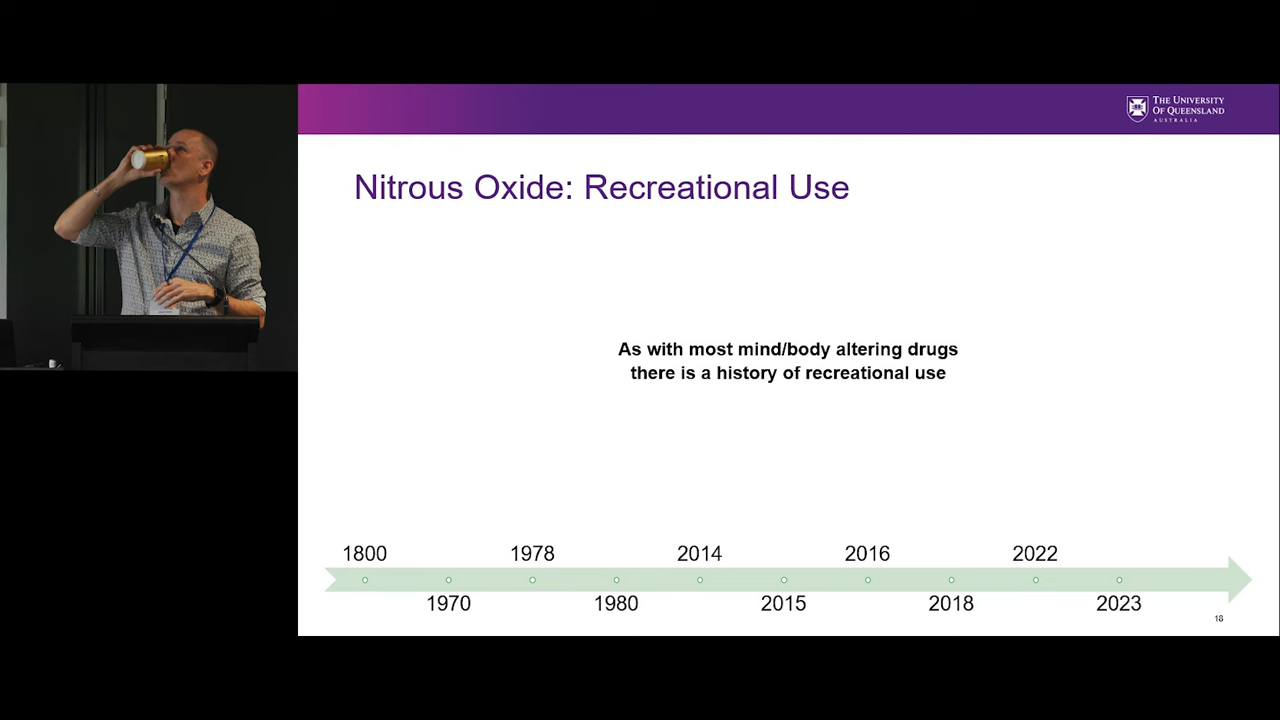 THE UNIVERSITY
OF QUEENSLAND
AUSTRALIA
Nitrous Oxide: Recreational Use
As with most mind/body altering drugs
there is a history of recreational use
1800 1978 2014 2016 2022
1970 1980 2015 2018 2023
18